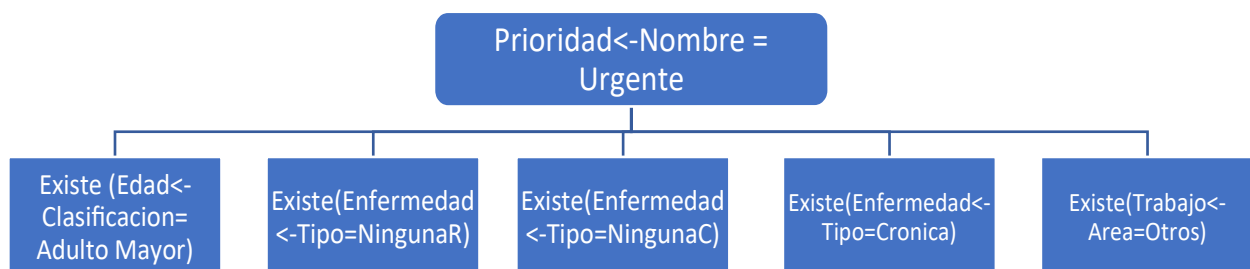 Prioridad<-Nombre =
Urgente
Existe (Edad<-
Clasificacion=
Adulto Mayor)
Existe(Enfermedad
<-Tipo=NingunaR)
Existe(Enfermedad
<-Tipo=NingunaC)
Existe(Enfermedad<-
Tipo=Cronica)
Existe(Trabajo<-
Area=Otros)